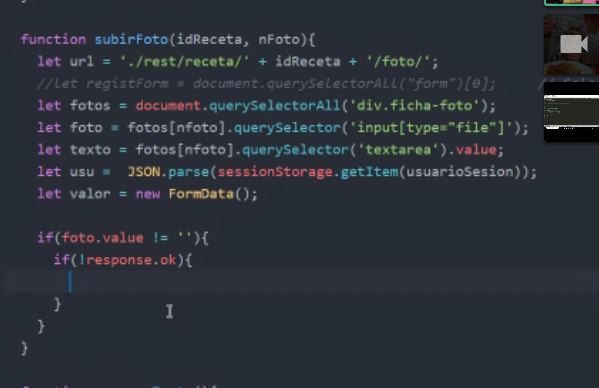 function subirFoto(idReceta, nFoto){
let url = './rest/receta/' + idReceta + '/foto/';
//let registForm = document.querySelectorAll("form")[0];
let fotos = document.querySelectorAll('div.ficha-foto');
let foto = fotos[nfoto].querySelector('input[type="file"]');
let texto = fotos[nfoto].querySelector('textarea').value;
let usu = JSON.parse(sessionStorage.getItem(usuarioSesion));
let valor = new FormData();
if(foto.value != ''){
if(!response.ok){
}
}
}